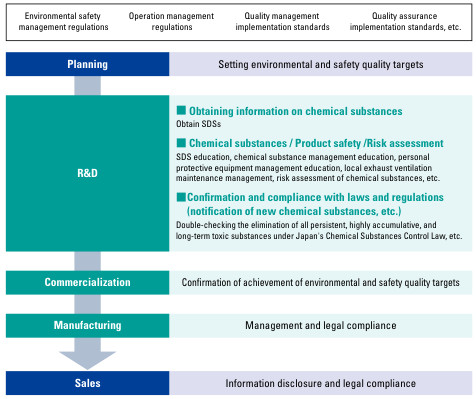 Environmental safety
management regulations
Operation management
regulations
Quality management
implementation standards
Quality assurance
implementation standards, etc.
Planning
Setting environmental and safety quality targets
R&D
Obtaining information on chemical substances
Obtain SDSs
Chemical substances / Product safety /Risk assessment
SDS education, chemical substance management education, personal
protective equipment management education, local exhaust ventilation
maintenance management, risk assessment of chemical substances, etc.
Confirmation and compliance with laws and regulations
(notification of new chemical substances, etc.)
Double-checking the elimination of all persistent, highly accumulative, and
long-term toxic substances under Japan's Chemical Substances Control Law, etc.
Commercialization
Confirmation of achievement of environmental and safety quality targets
Manufacturing
Management and legal compliance
Sales
Information disclosure and legal compliance